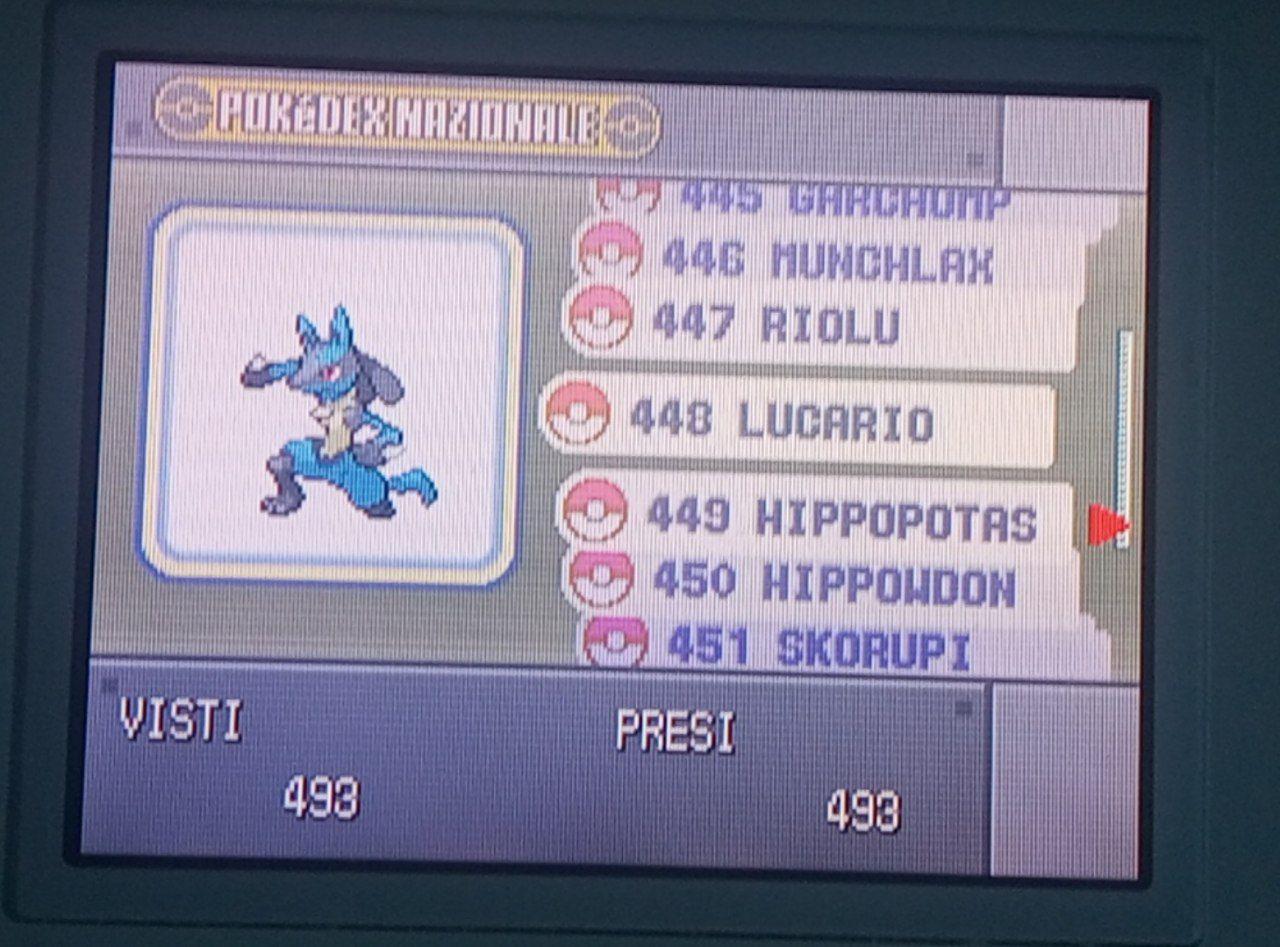 POKéDEX NAZIONALE
445 GARCHOMP
446 MUNCHLAX
447 RIOLU
448 LUCARIO
449 HIPPOPOTAS
450 HIPPOWDON
451 SKORUPI
VISTI PRESI
493 493